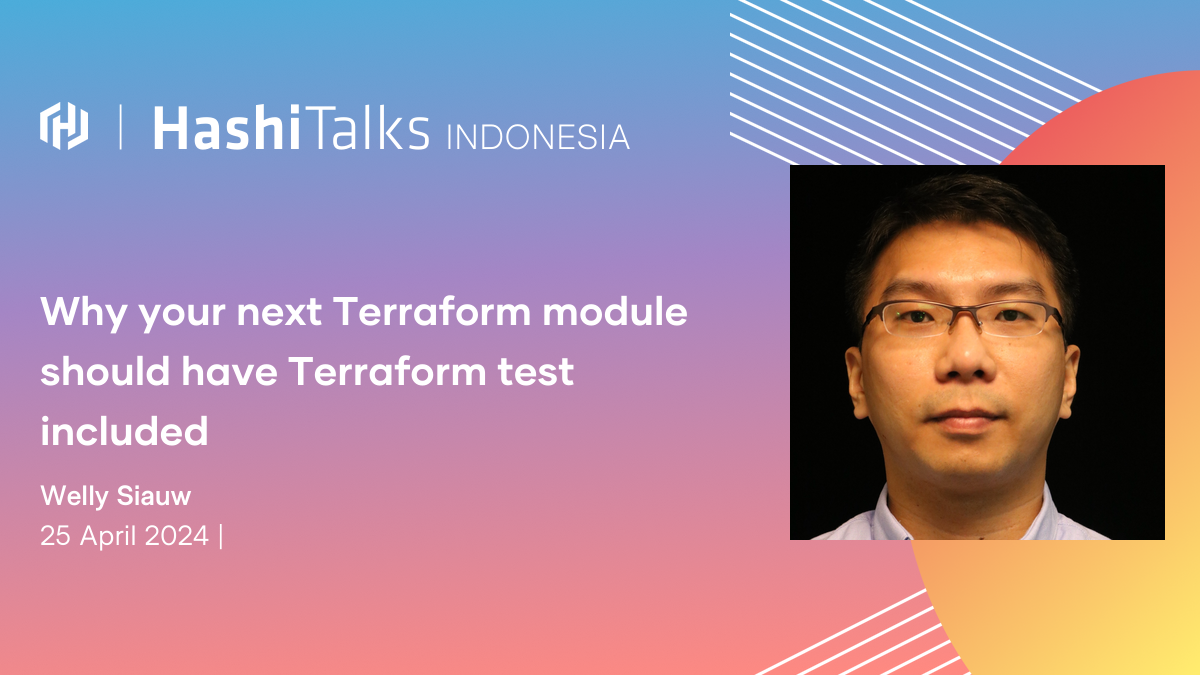 HashiTalks INDONESIA
Why your next Terraform module
should have Terraform test
included
Welly Siauw
25 April 2024 |